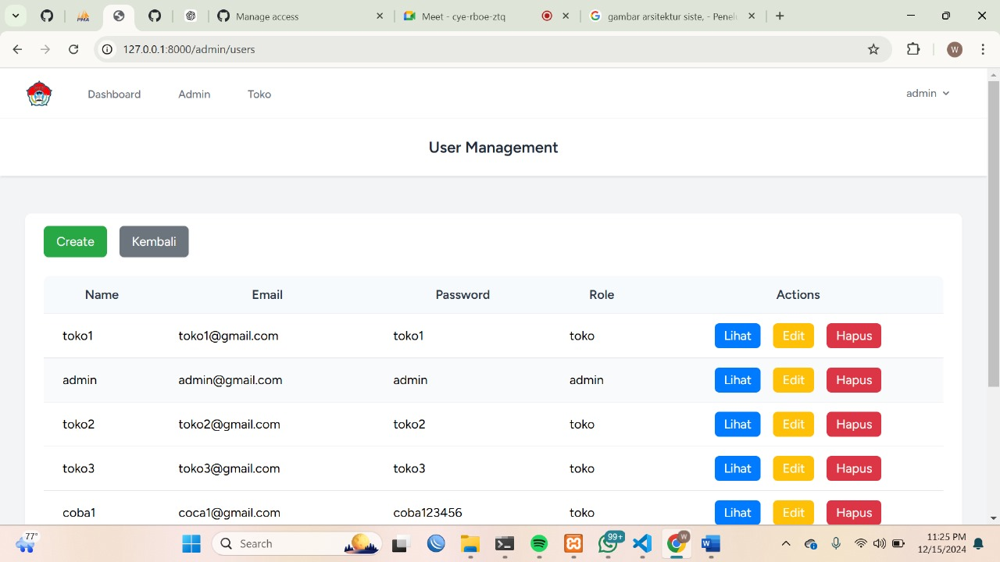 Manage access
Meet - cye-rboe-ztq
gambar arsitektur siste, - Penel
127.0.0.1:8000/admin/users
W
Dashboard
Admin
Toko
admin
User Management
Create
Kembali
Name Email Password Role Actions
toko1 toko1@gmail.com toko1 toko Lihat Edit Hapus
admin admin@gmail.com admin admin Lihat Edit Hapus
toko2 toko2@gmail.com toko2 toko Lihat Edit Hapus
toko3 toko3@gmail.com toko3 toko Lihat Edit Hapus
coba1 coca1@gmail.com coba123456 toko Lihat Edit Hapus
77°
Search
99+
W
11:25 PM
12/15/2024